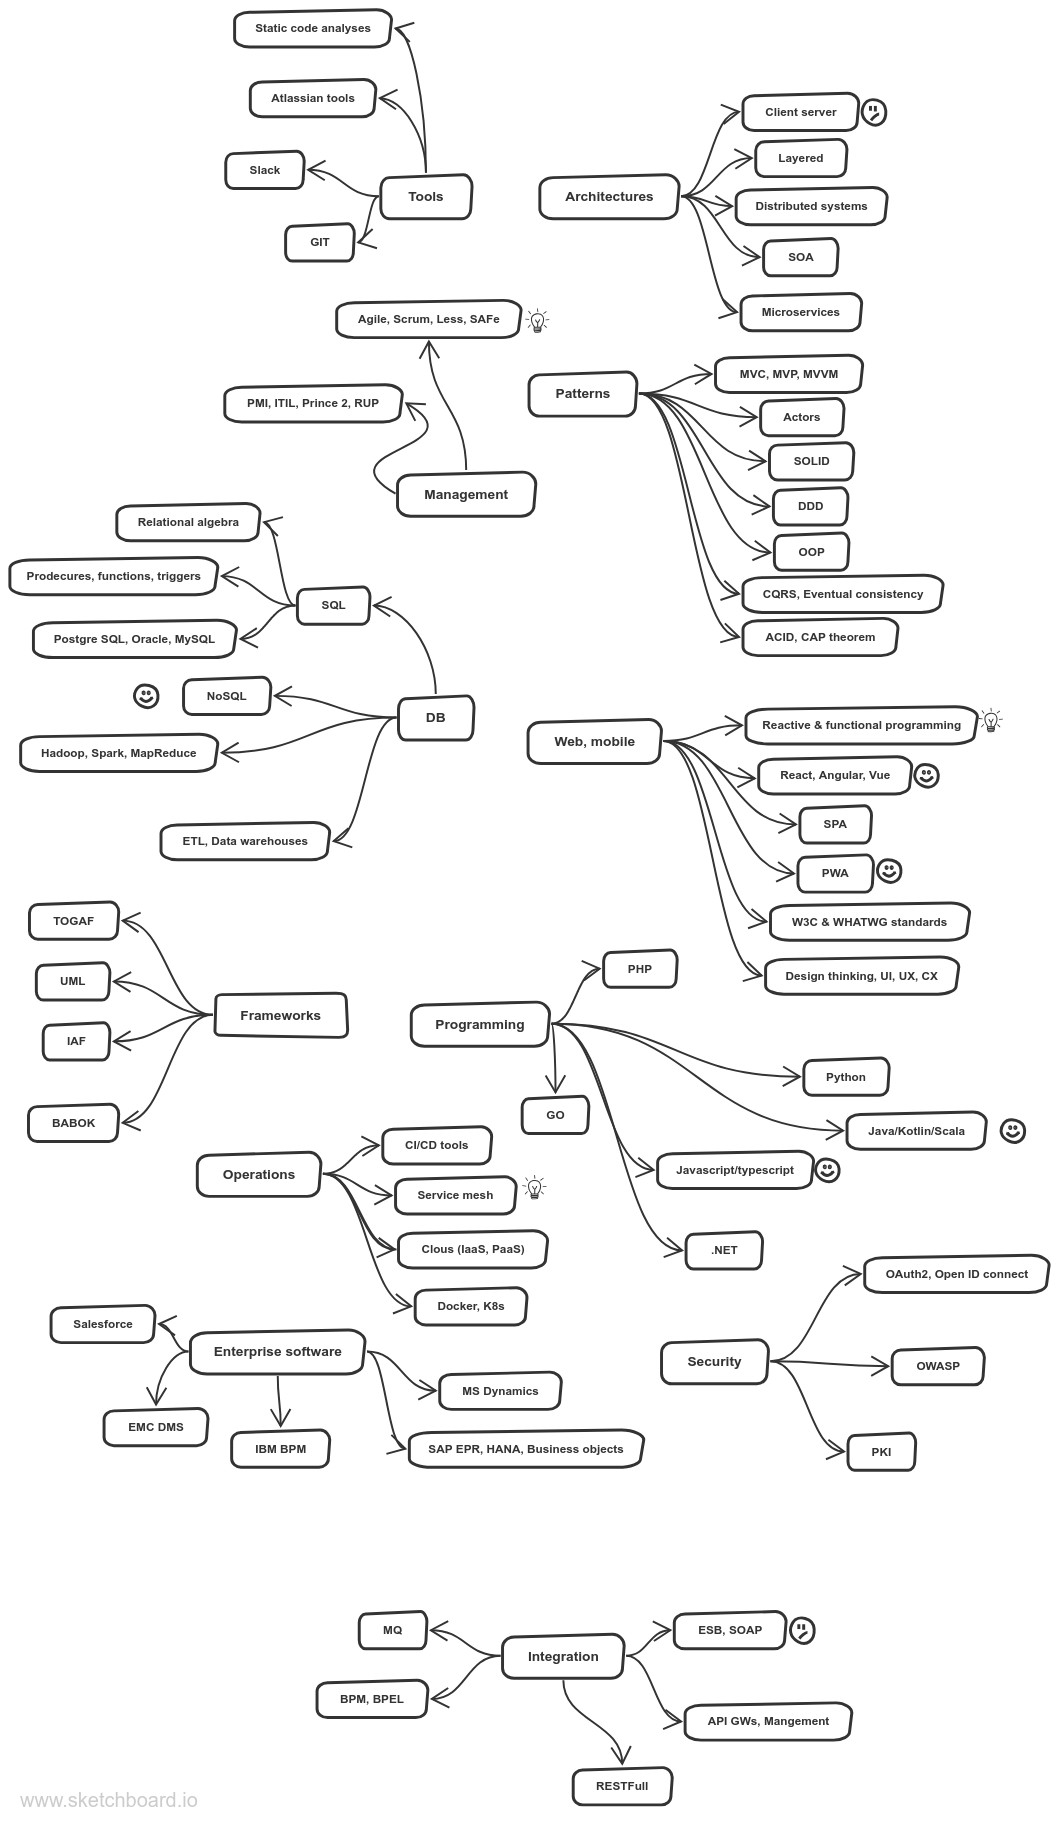 Static code analyses
Atlassian tools
Slack
GIT
Tools
Architectures
Client server
Layered
Distributed systems
SOA
Microservices
Agile, Scrum, Less, SAFe
PMI, ITIL, Prince 2, RUP
Management
Patterns
MVC, MVP, MVVM
Actors
SOLID
DDD
OOP
CQRS, Eventual consistency
ACID, CAP theorem
Relational algebra
Prodecures, functions, triggers
Postgre SQL, Oracle, MySQL
SQL
NoSQL
DB
Hadoop, Spark, MapReduce
ETL, Data warehouses
Web, mobile
Reactive & functional programming
React, Angular, Vue
SPA
PWA
W3C & WHATWG standards
Design thinking, UI, UX, CX
TOGAF
UML
IAF
BABOK
Frameworks
Programming
PHP
GO
Python
Java/Kotlin/Scala
Javascript/typescript
.NET
Operations
CI/CD tools
Service mesh
Clous (IaaS, PaaS)
Docker, K8s
Salesforce
Enterprise software
EMC DMS
IBM BPM
MS Dynamics
SAP EPR, HANA, Business objects
Security
OAuth2, Open ID connect
OWASP
PKI
MQ
BPM, BPEL
Integration
ESB, SOAP
API GWs, Mangement
RESTFull
www.sketchboard.io